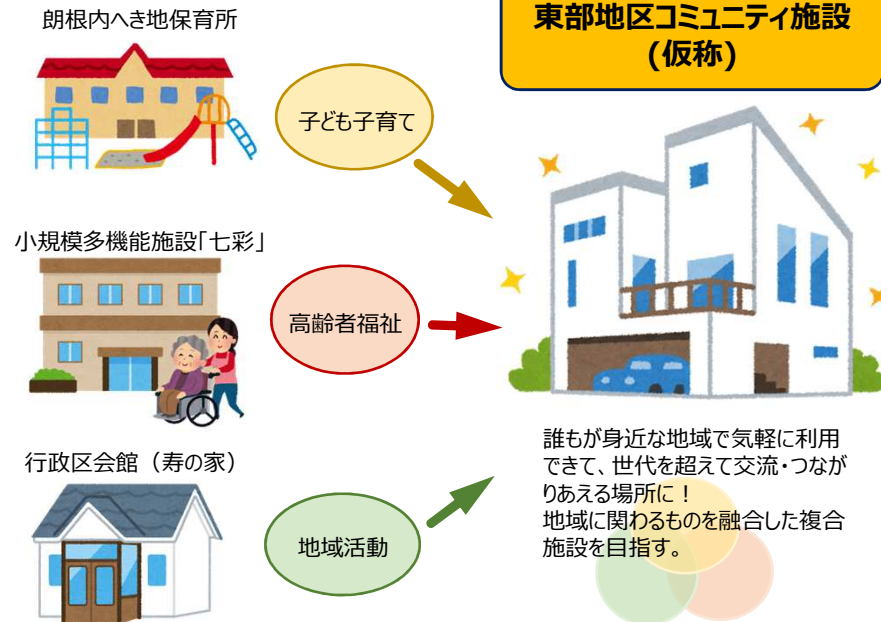 朗根内へき地保育所
子ども子育て
小規模多機能施設「七彩」
高齢者福祉
行政区会館（寿の家）
地域活動
東部地区コミュニティ施設
(仮称)
誰もが身近な地域で気軽に利用
できて、世代を超えて交流・つなが
りあえる場所に！
地域に関わるものを融合した複合
施設を目指す。